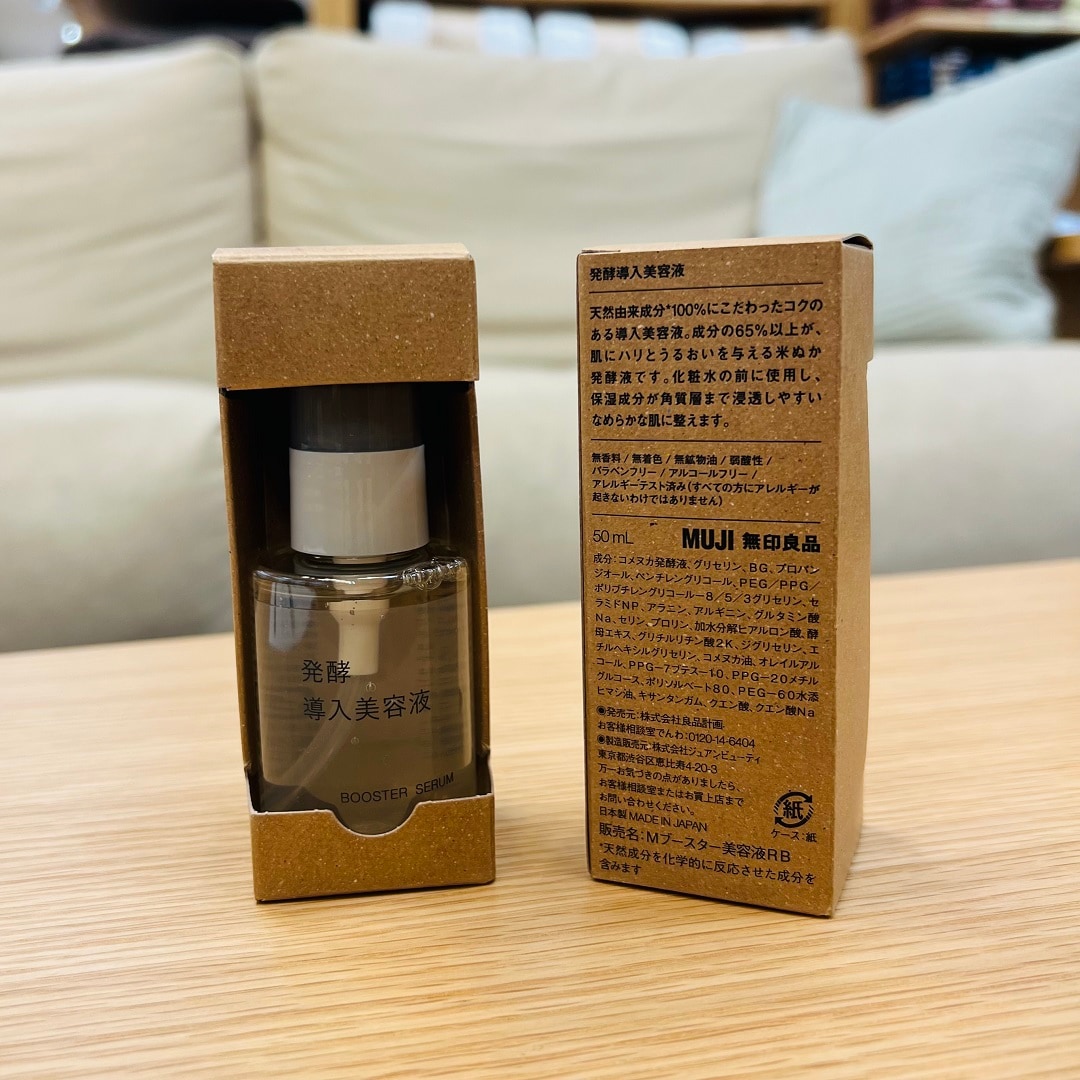 発酵
導入美容液
BOOSTER SERUM
発酵導入美容液
天然由来成分*100%にこだわったコクの
ある導入美容液。成分の65%以上が、
肌にハリとうるおいを与える米ぬか
発酵液です。化粧水の前に使用し、
保湿成分が角質層まで浸透しやすい
なめらかな肌に整えます。
無香料 / 無着色 / 無鉱物油 / 弱酸性 /
パラベンフリー / アルコールフリー /
アレルギーテスト済み(すべての方にアレルギーが
起きないわけではありません)
50mL MUJI 無印良品
成分:コメヌカ発酵液、グリセリン、BG、プロパン
ジオール、ペンチレングリコール、PEG/PPG/
ポリブチレングリコール-8/5/3グリセリン、セ
ラミドNP、アラニン、アルギニン、グルタミン酸
Na、セリン、プロリン、加水分解ヒアルロン酸、酵
母エキス、グリチルリチン酸2K、ジグリセリン、エ
チルヘキシルグリセリン、コメヌカ油、オレイルアル
コール、PPG-7ブテス-10、PPG-20メチル
グルコース、ポリソルベート80、PEG-60水添
ヒマシ油、キサンタンガム、クエン酸、クエン酸Na
●発売元:株式会社良品計画
お客様相談室でんわ:0120-14-6404
●製造販売元:株式会社ジュアンビューティ
東京都渋谷区恵比寿4-20-3
万一お気づきの点がありましたら、
お客様相談室またはお買上店まで
お問い合わせください。
日本製 MADE IN JAPAN
紙
ケース:紙
販売名:Mブースター美容液RB
*天然成分を化学的に反応させた成分を
含みます